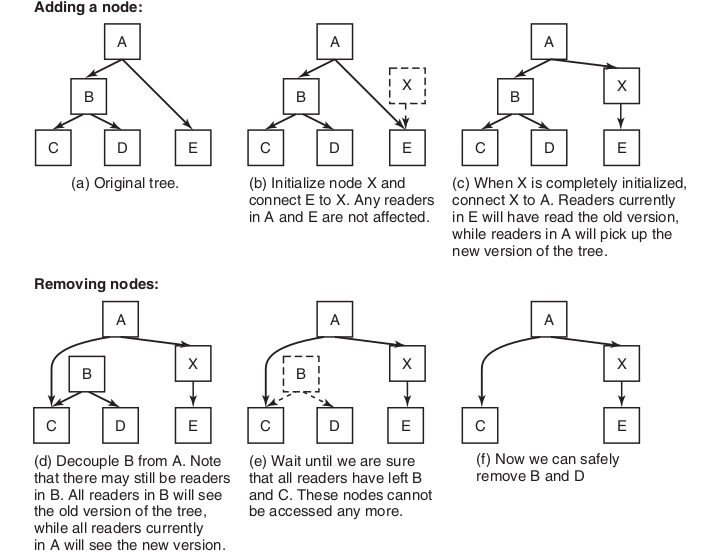 Adding a node:
A
B
C
D
E
(a) Original tree.
A
B
X
C
D
E
(b) Initialize node X and
connect E to X. Any readers
in A and E are not affected.
A
B
X
C
D
E
(c) When X is completely initialized,
connect X to A. Readers currently
in E will have read the old version,
while readers in A will pick up the
new version of the tree.
Removing nodes:
A
B
X
C
D
E
(d) Decouple B from A. Note
that there may still be readers
in B. All readers in B will see
the old version of the tree,
while all readers currently
in A will see the new version.
A
B
X
C
D
E
(e) Wait until we are sure
that all readers have left B
and C. These nodes cannot
be accessed any more.
A
X
C
E
(f) Now we can safely
remove B and D